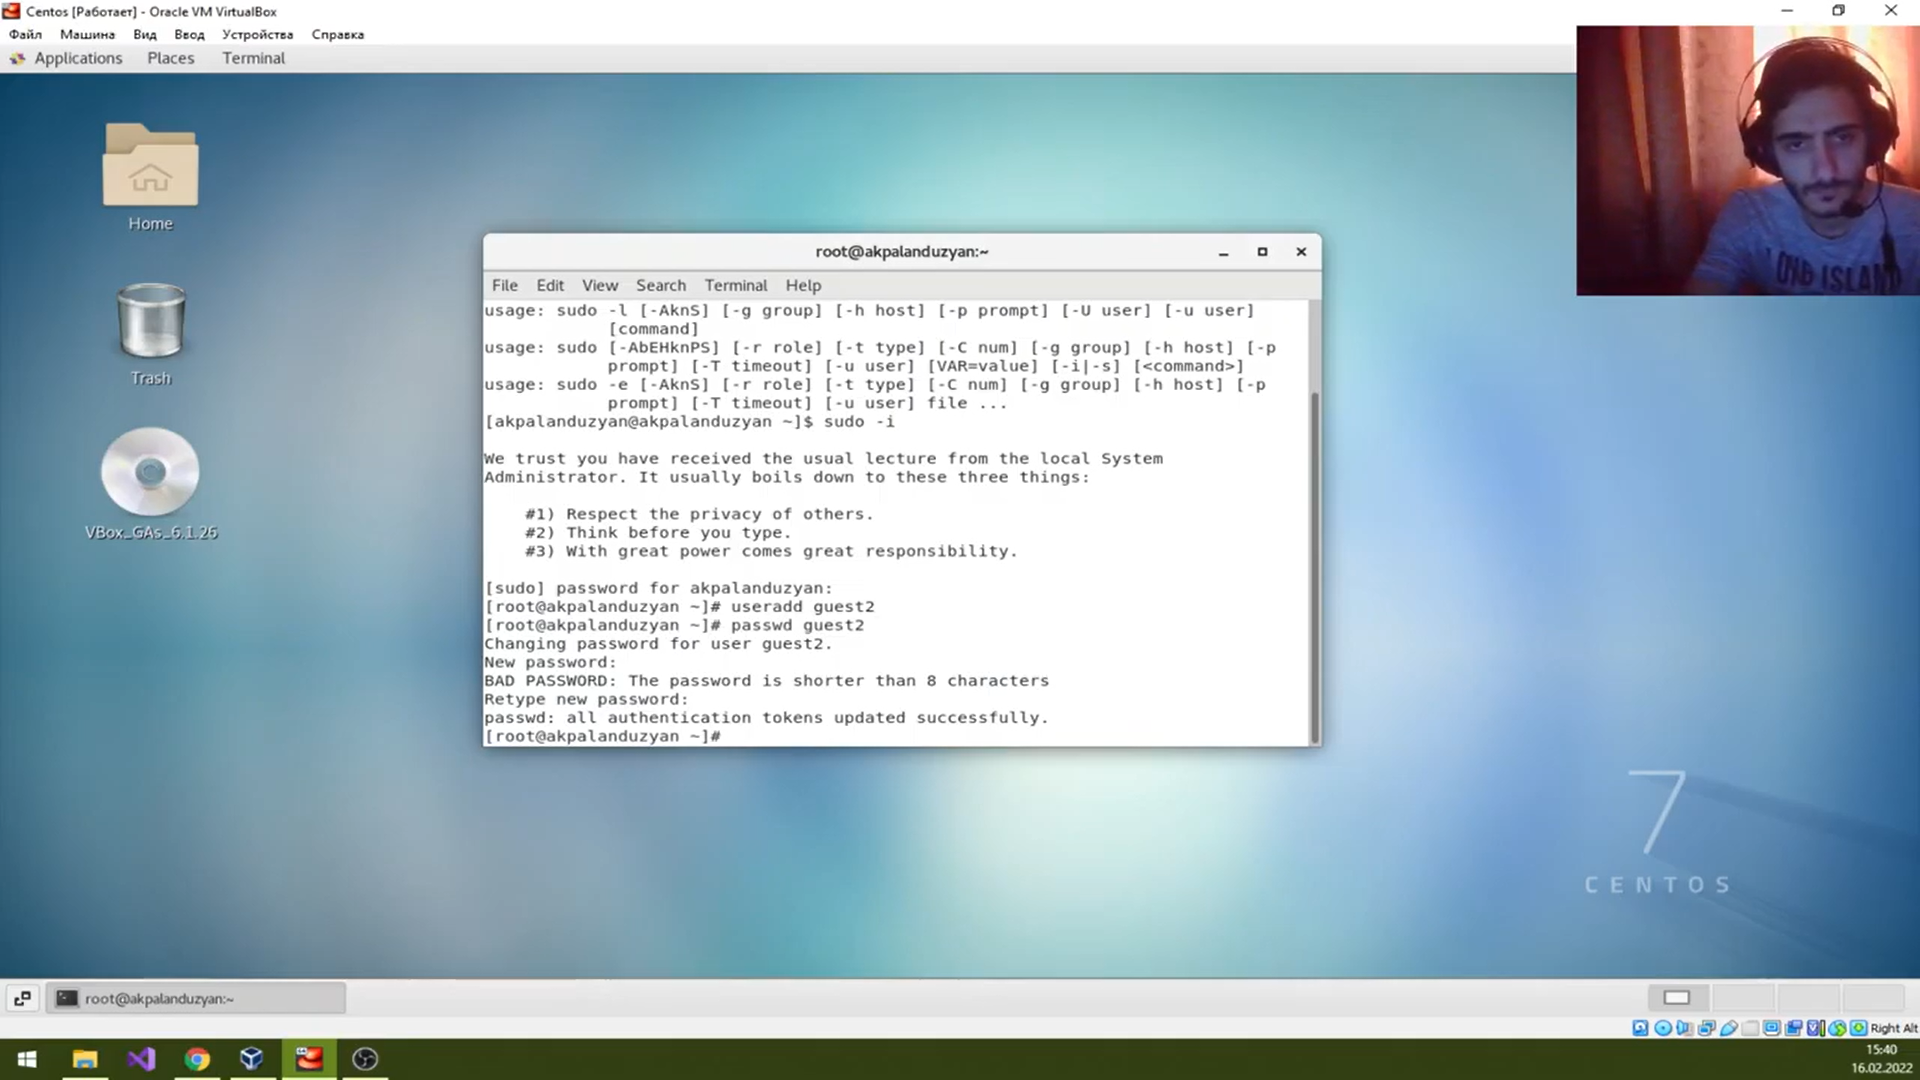 Centos [Работает] - Oracle VM VirtualBox
Файл Машина Вид Ввод Устройства Справка
Applications Places Terminal
Home
Trash
VBox_GAs_6.1.26
root@akpalanduzyan:~
File Edit View Search Terminal Help
usage: sudo -l [-AknS] [-g group] [-h host] [-p prompt] [-U user] [-u user]
[command]
usage: sudo [-AbEHknPS] [-r role] [-t type] [-C num] [-g group] [-h host] [-p
prompt] [-T timeout] [-u user] [VAR=value] [-i|-s] [<command>]
usage: sudo -e [-AknS] [-r role] [-t type] [-C num] [-g group] [-h host] [-p
prompt] [-T timeout] [-u user] file ...
[akpalanduzyan@akpalanduzyan ~]$ sudo -i
We trust you have received the usual lecture from the local System
Administrator. It usually boils down to these three things:
#1) Respect the privacy of others.
#2) Think before you type.
#3) With great power comes great responsibility.
[sudo] password for akpalanduzyan:
[root@akpalanduzyan ~]# useradd guest2
[root@akpalanduzyan ~]# passwd guest2
Changing password for user guest2.
New password:
BAD PASSWORD: The password is shorter than 8 characters
Retype new password:
passwd: all authentication tokens updated successfully.
[root@akpalanduzyan ~]#
7
CENTOS
root@akpalanduzyan:~
Right Alt
15:40
16.02.2022